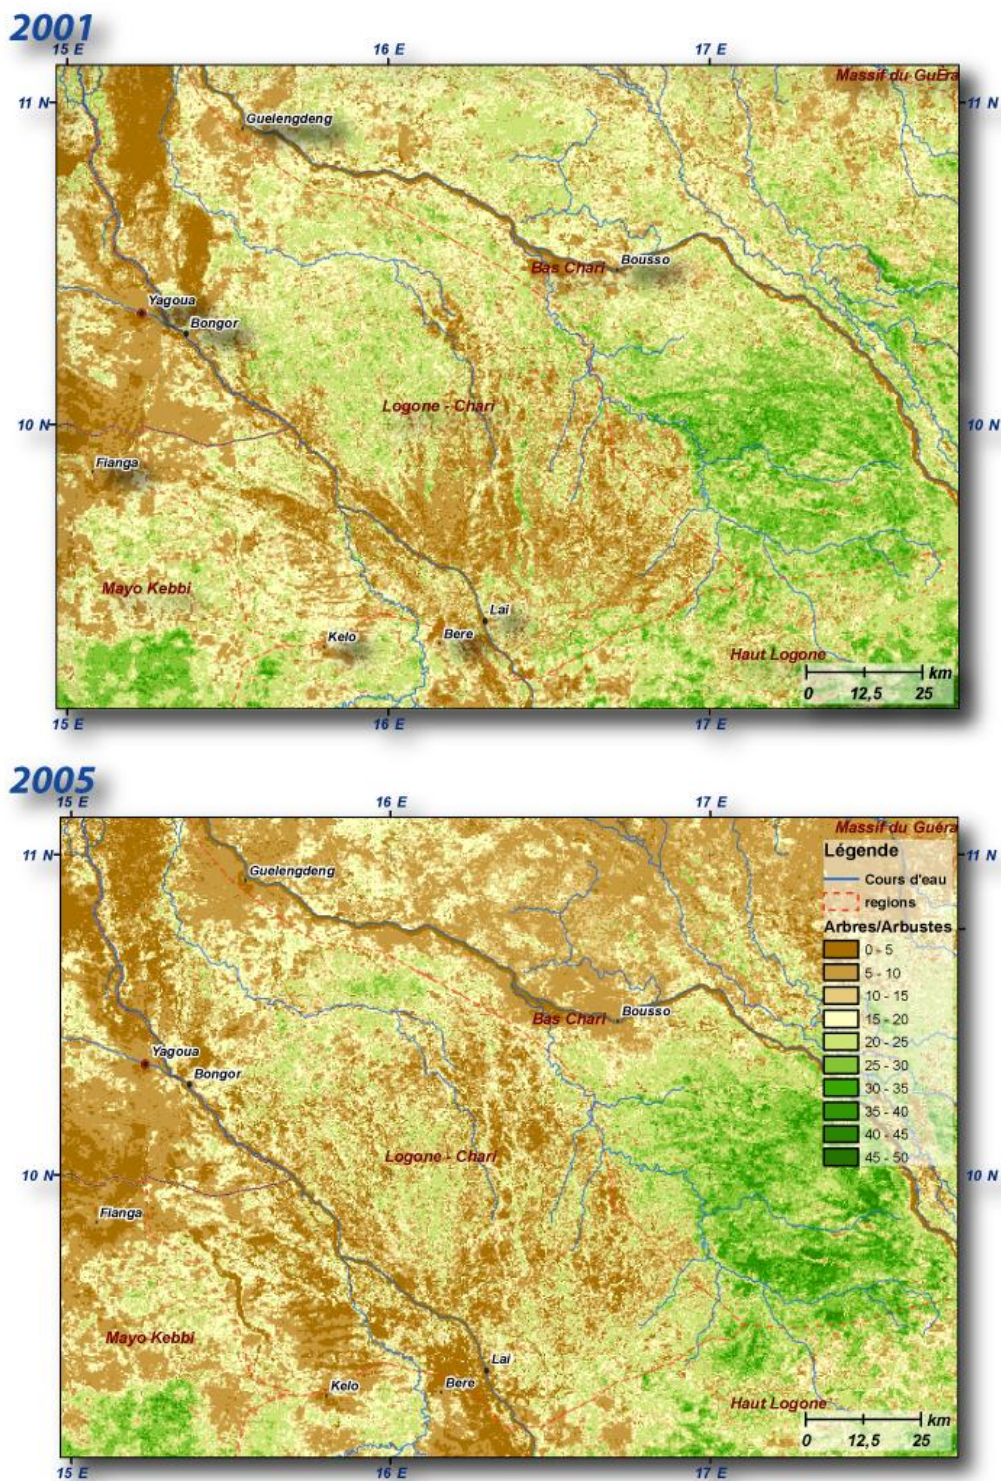 2001
15 E 16 E 17 E
Massif du GuËra
11 N 11 N
Guelengdeng
Bousso
Bas Chari
Yagoua
Bongor
Logone - Chari
10 N 10 N
Fianga
Mayo Kebbi
Lai
Kelo Bere
Haut Logone
km
0 12,5 25
15 E 16 E 17 E
2005
15 E 16 E 17 E
Massif du Guéra
Légende
11 N 11 N
Guelengdeng
Cours d'eau
regions
Arbres/Arbustes
0 - 5
5 - 10
10 - 15
15 - 20
20 - 25
25 - 30
30 - 35
35 - 40
40 - 45
45 - 50
Bousso
Bas Chari
Yagoua
Bongor
Logone - Chari
10 N 10 N
Fianga
Mayo Kebbi
Lai
Kelo Bere
Haut Logone
km
0 12,5 25
15 E 16 E 17 E